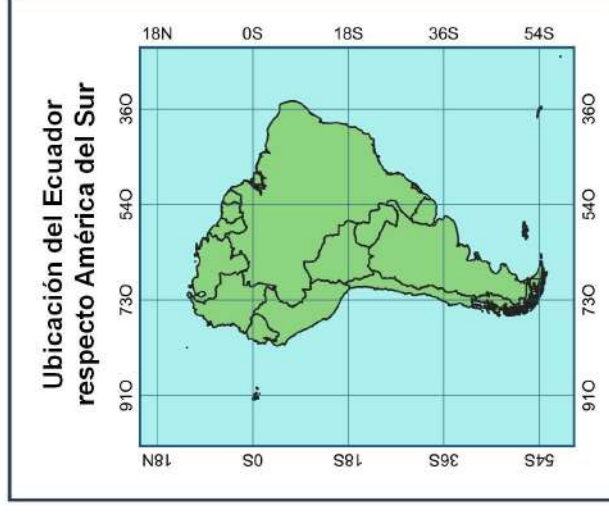 Ubicación del Ecuador
respecto América del Sur
18N 0S 18S 36S 54S
36O 54O 73O 91O
36O 54O 73O 91O
18N 0S 18S 36S 54S